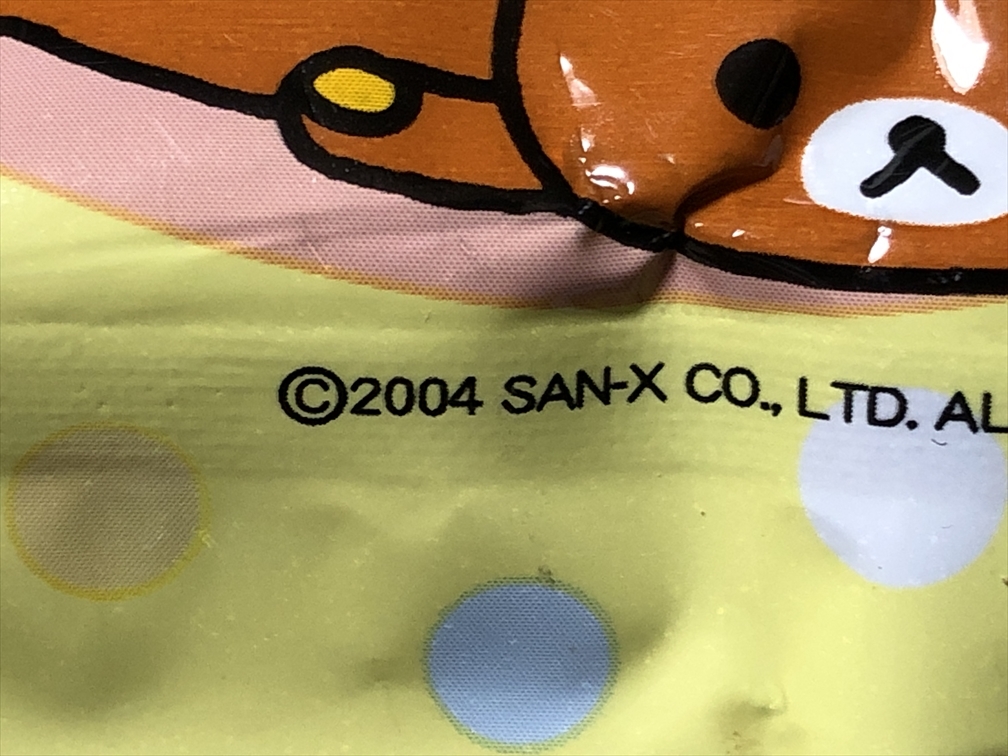 ©2004 SAN-X CO., LTD. AL